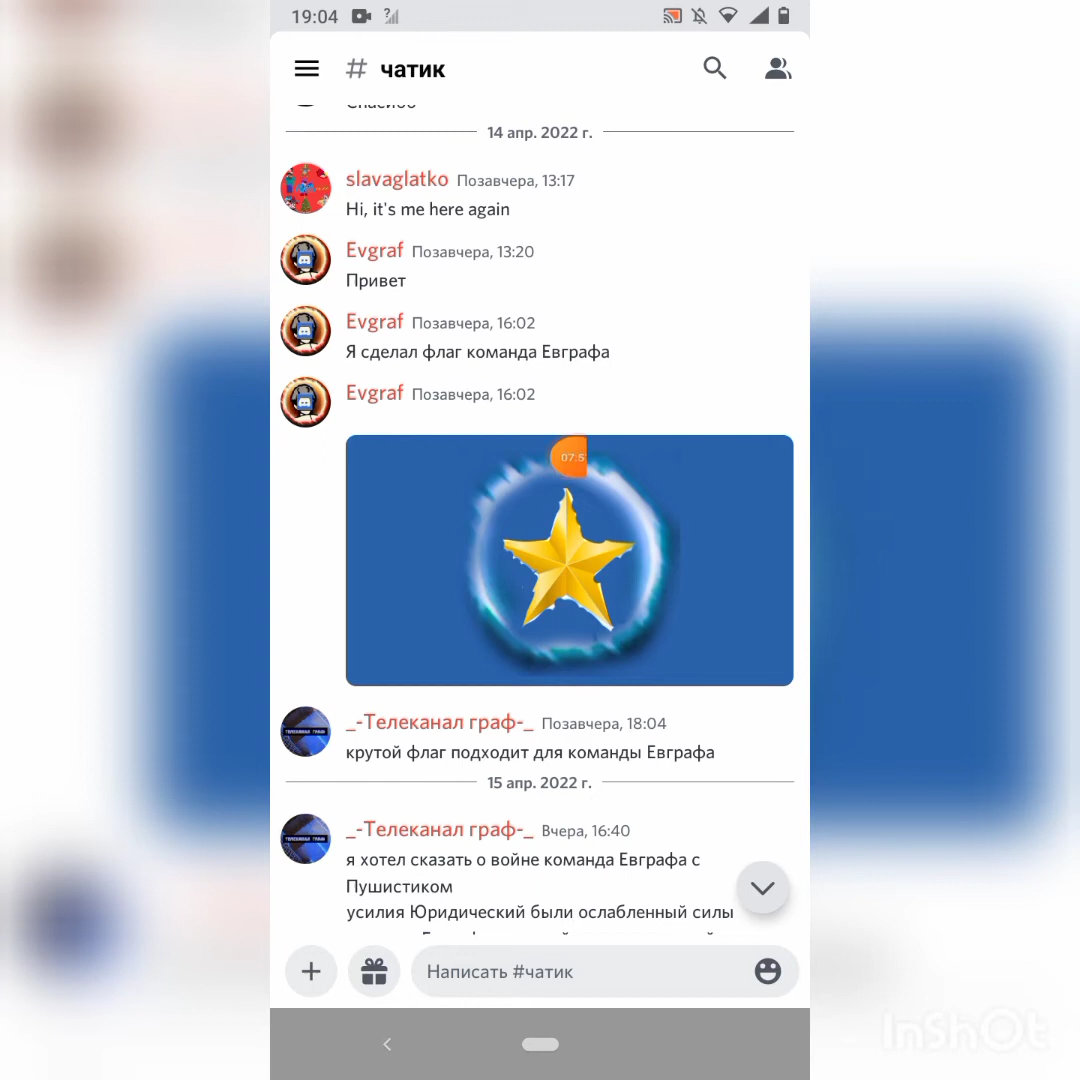 19:04
# чатик
Спасибо
14 апр. 2022 г.
slavaglatko Позавчера, 13:17
Hi, it's me here again
Evgraf Позавчера, 13:20
Привет
Evgraf Позавчера, 16:02
Я сделал флаг команда Евграфа
Evgraf Позавчера, 16:02
07:5
_-Телеканал граф-_ Позавчера, 18:04
крутой флаг подходит для команды Евграфа
15 апр. 2022 г.
_-Телеканал граф-_ Вчера, 16:40
я хотел сказать о войне команда Евграфа с
Пушистиком
усилия Юридический были ослабленный силы
Написать #чатик
InShOt